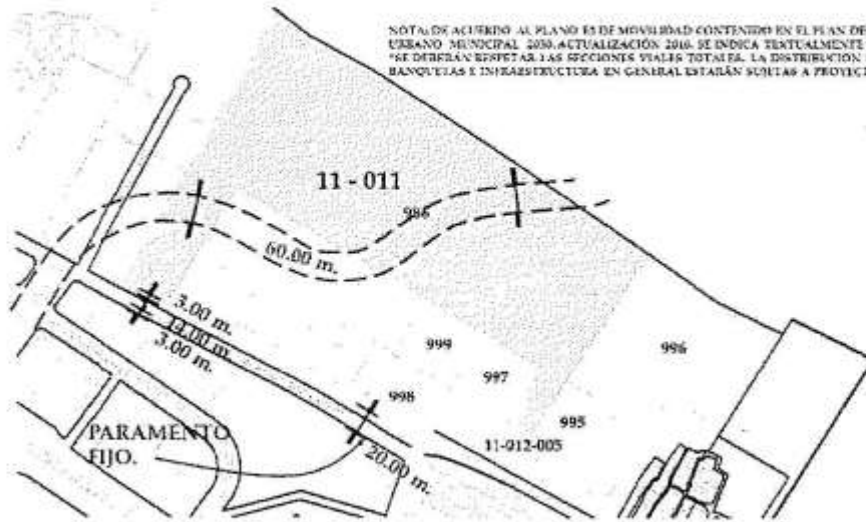 NOTA: DE ACUERDO AL PLANO E5 DE MOVILIDAD CONTENIDO EN EL PLAN DE
URBANO MUNICIPAL 2030. ACTUALIZACIÓN 2016. SE INDICA TEXTUALMENTE
"SE DEBERÁN RESPETAR LAS SECCIONES VIALES TOTALES. LA DISTRIBUCIÓN
BANQUETAS E INFRAESTRUCTURA EN GENERAL ESTARÁN SUJETAS A PROYEC
11 - 011
986
60.00 m.
3.00 m.
14.00 m.
3.00 m.
999
996
997
998
995
11-012-005
PARAMENTO
FIJO.
20.00 m.